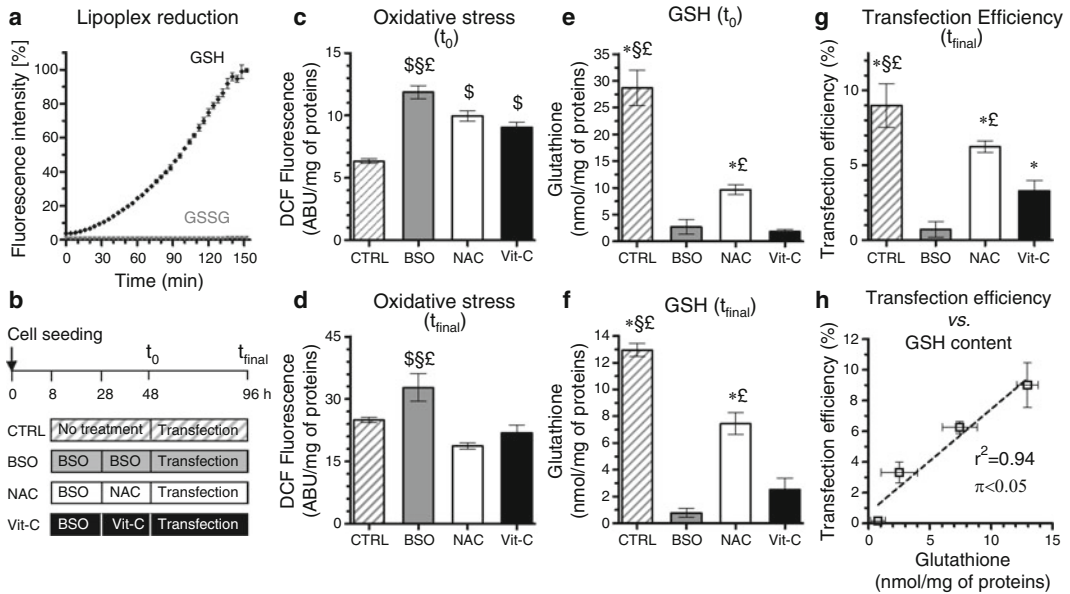 a Lipoplex reduction
Fluorescence intensity [%]
100
80
60
40
20
0
GSH
GSSG
0 30 60 90 120 150
Time (min)
b
Cell seeding
t0 tfinal
0 8 28 48 96 h
CTRL No treatment Transfection
BSO BSO BSO Transfection
NAC BSO NAC Transfection
Vit-C BSO Vit-C Transfection
c Oxidative stress
(t0)
DCF Fluorescence
(ABU/mg of proteins)
15
10
5
0
$§£
$
$
CTRL BSO NAC Vit-C
d Oxidative stress
(tfinal)
DCF Fluorescence
(ABU/mg of proteins)
45
30
15
0
$§£
CTRL BSO NAC Vit-C
e GSH (t0)
Glutathione
(nmol/mg of proteins)
35
30
25
20
15
10
5
0
*§£
*£
CTRL BSO NAC Vit-C
f GSH (tfinal)
Glutathione
(nmol/mg of proteins)
14
12
10
8
6
4
2
0
*§£
*£
CTRL BSO NAC Vit-C
g Transfection Efficiency
(tfinal)
Transfection efficiency (%)
10
5
0
*§£
*£
*
CTRL BSO NAC Vit-C
h Transfection efficiency
vs.
GSH content
Transfection efficiency (%)
12
10
8
6
4
2
0
r2=0.94
π<0.05
0 5 10 15
Glutathione
(nmol/mg of proteins)